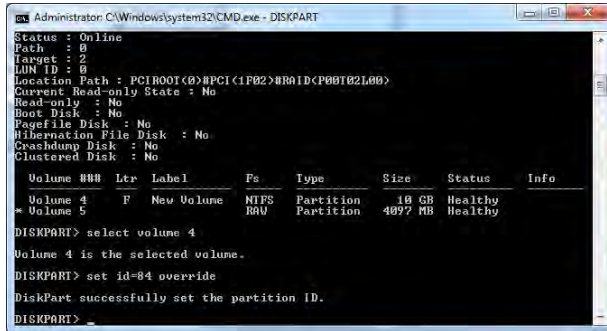 Administrator: C:\Windows\system32\CMD.exe - DISKPART
Status : Online
Path   : 0
Target : 2
LUN ID : 0
Location Path : PCIROOT(0)#PCI(1F02)#RAID(P00T02L00)
Current Read-only State : No
Read-only  : No
Boot Disk  : No
Pagefile Disk  : No
Hibernation File Disk  : No
Crashdump Disk  : No
Clustered Disk  : No
Volume ###  Ltr  Label        Fs     Type        Size     Status     Info
Volume 4     F   New Volume   NTFS   Partition     10 GB  Healthy
* Volume 5                      RAW    Partition   4097 MB  Healthy
DISKPART> select volume 4
Volume 4 is the selected volume.
DISKPART> set id=84 override
DiskPart successfully set the partition ID.
DISKPART> _